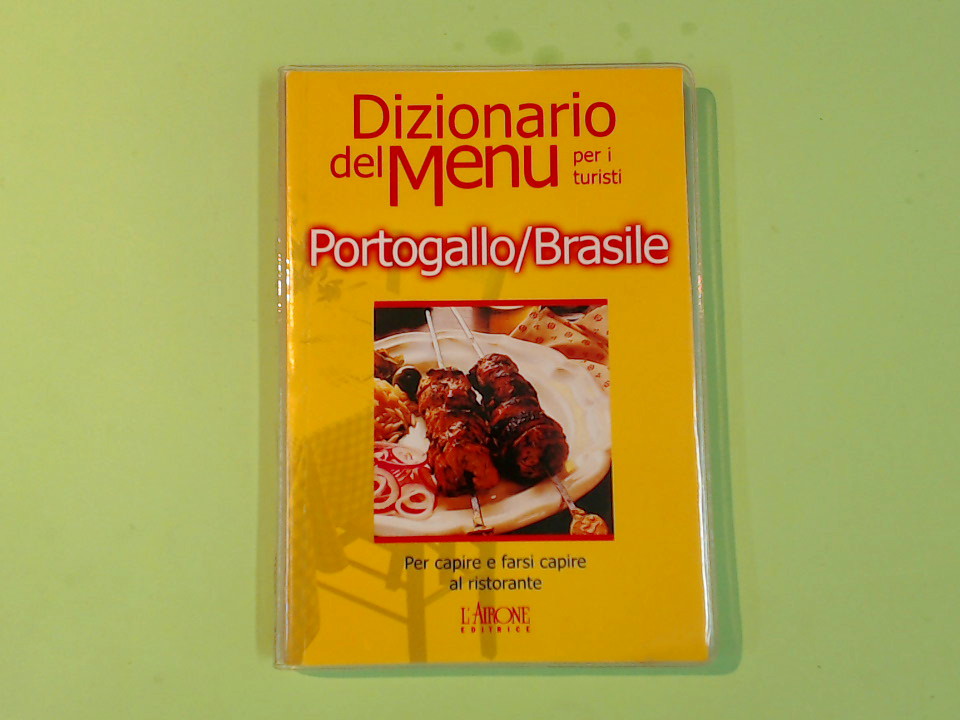 Dizionario
del Menu per i
turisti
Portogallo/Brasile
Per capire e farsi capire
al ristorante
L'AIRONE
EDITRICE